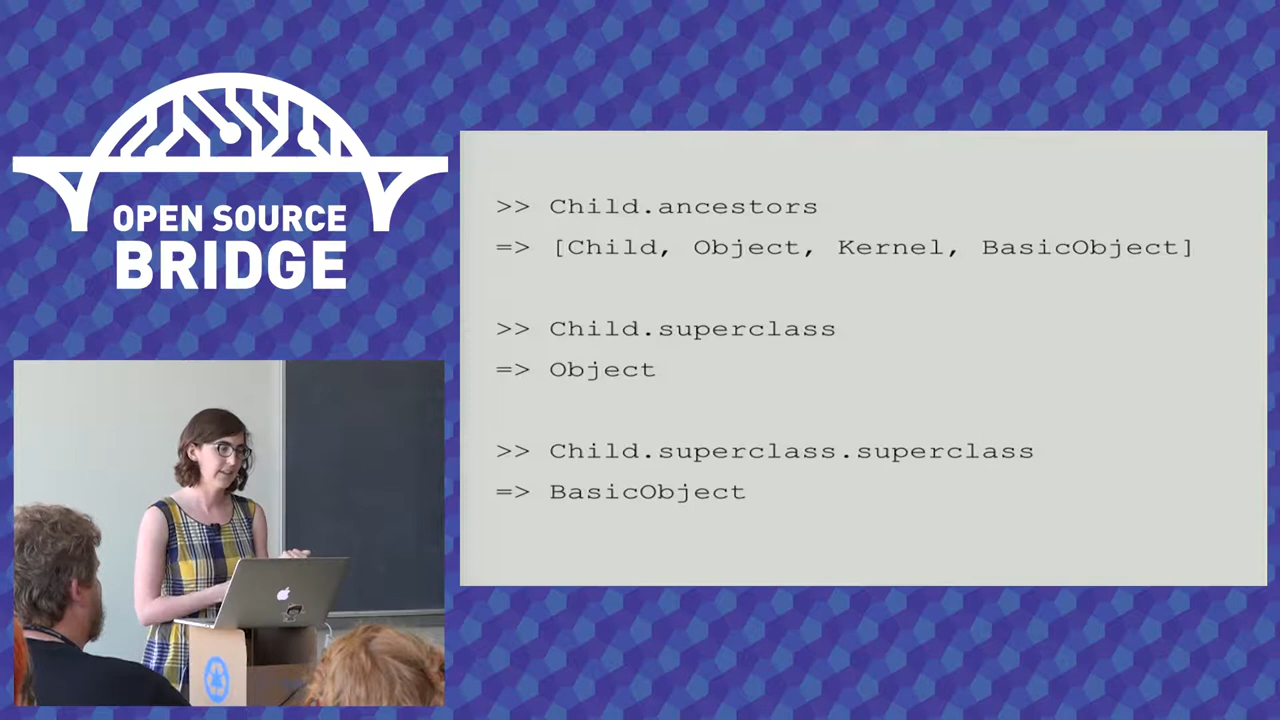 OPEN SOURCE
BRIDGE
>> Child.ancestors
=> [Child, Object, Kernel, BasicObject]
>> Child.superclass
=> Object
>> Child.superclass.superclass
=> BasicObject